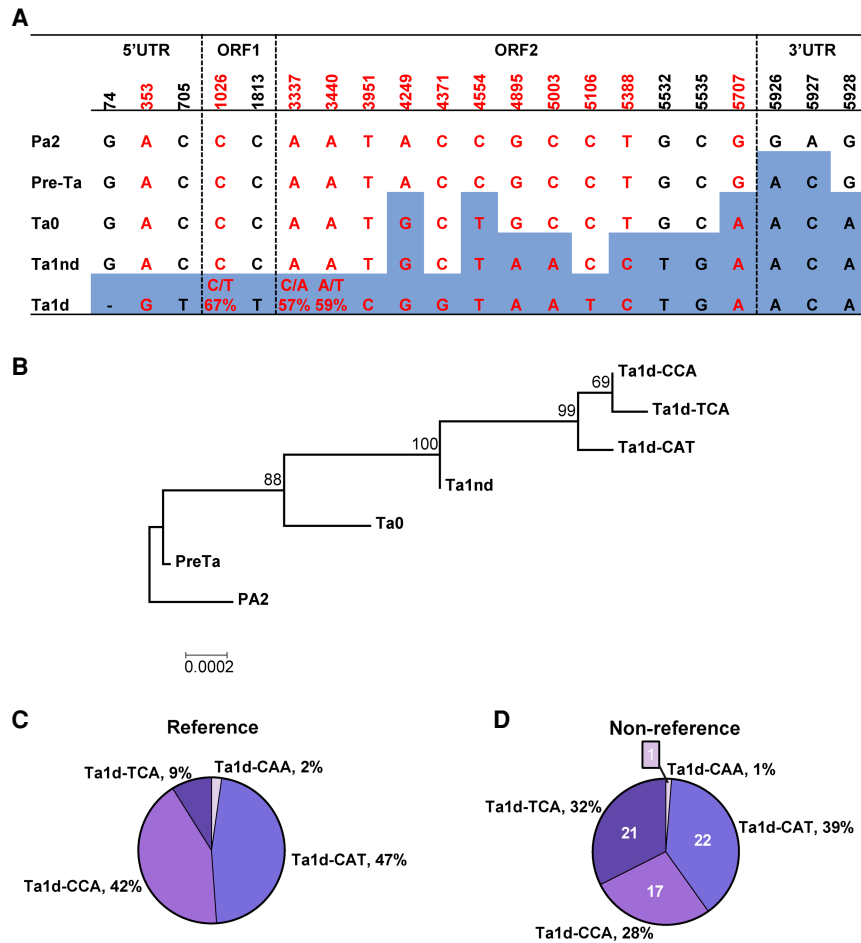 A
5’UTR ORF1 ORF2 3’UTR
74 353 705 1026 1813 3337 3440 3951 4249 4371 4554 4895 5003 5106 5388 5532 5535 5707 5926 5927 5928
Pa2 G A C C C A A T A C C G C C T G C G G A G
Pre-Ta G A C C C A A T A C C G C C T G C G A C G
Ta0 G A C C C A A T G C T G C C T G C A A C A
Ta1nd G A C C C A A T G C T A A C C T G A A C A
C/T C/A A/T
Ta1d - G T 67% T 57% 59% C G G T A A T C T G A A C A
B
Ta1d-CCA
69
Ta1d-TCA
99
Ta1d-CAT
100
Ta1nd
88
Ta0
PreTa
PA2
0.0002
C
Reference
Ta1d-TCA, 9%
Ta1d-CAA, 2%
Ta1d-CAT, 47%
Ta1d-CCA, 42%
D
Non-reference
1
Ta1d-CAA, 1%
Ta1d-TCA, 32%
Ta1d-CAT, 39%
21
22
17
Ta1d-CCA, 28%